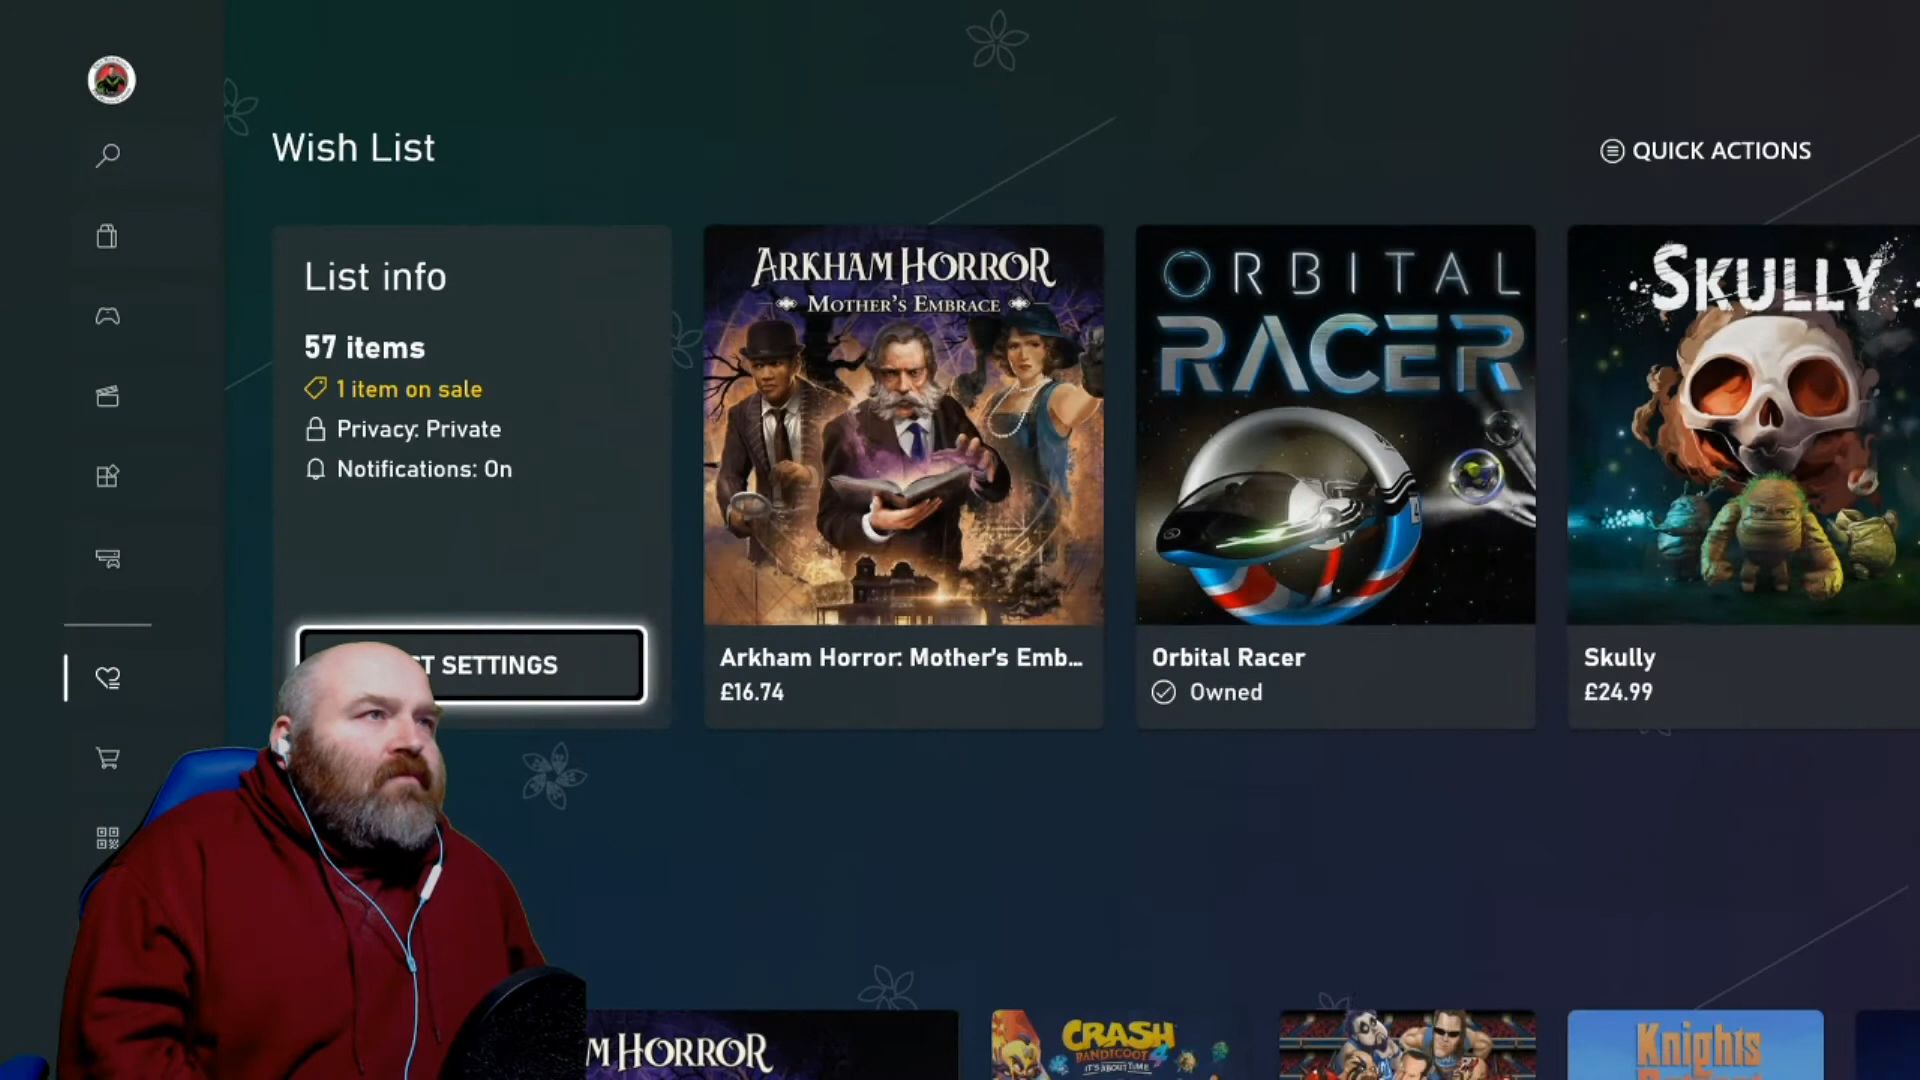 Wish List
QUICK ACTIONS
List info
57 items
1 item on sale
Privacy: Private
Notifications: On
T SETTINGS
ARKHAM HORROR
MOTHER'S EMBRACE
Arkham Horror: Mother's Emb...
£16.74
ORBITAL
RACER
Orbital Racer
Owned
SKULLY
Skully
£24.99
M HORROR
CRASH
BANDICOOT 4
IT'S ABOUT TIME
Knights